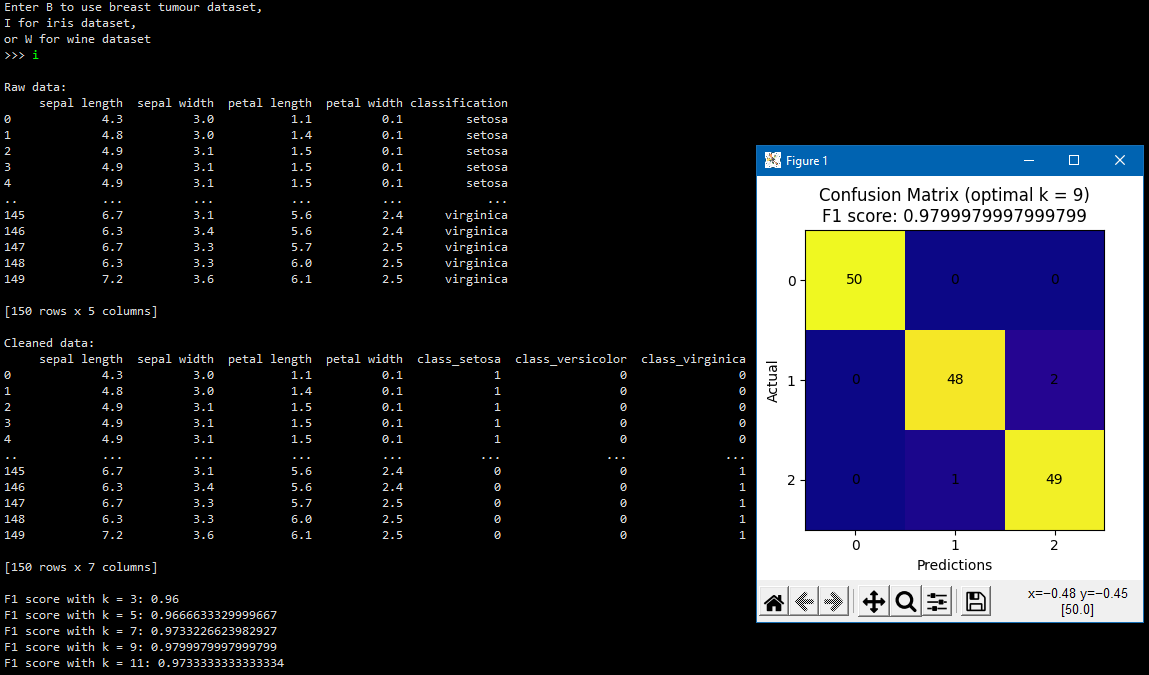 Enter B to use breast tumour dataset,
I for iris dataset,
or W for wine dataset
>>> i
Raw data:
sepal length sepal width petal length petal width classification
0 4.3 3.0 1.1 0.1 setosa
1 4.8 3.0 1.4 0.1 setosa
2 4.9 3.1 1.5 0.1 setosa
3 4.9 3.1 1.5 0.1 setosa
4 4.9 3.1 1.5 0.1 setosa
.. ... ... ... ... ...
145 6.7 3.1 5.6 2.4 virginica
146 6.3 3.4 5.6 2.4 virginica
147 6.7 3.3 5.7 2.5 virginica
148 6.3 3.3 6.0 2.5 virginica
149 7.2 3.6 6.1 2.5 virginica
[150 rows x 5 columns]
Cleaned data:
sepal length sepal width petal length petal width class_setosa class_versicolor class_virginica
0 4.3 3.0 1.1 0.1 1 0 0
1 4.8 3.0 1.4 0.1 1 0 0
2 4.9 3.1 1.5 0.1 1 0 0
3 4.9 3.1 1.5 0.1 1 0 0
4 4.9 3.1 1.5 0.1 1 0 0
.. ... ... ... ... ... ... ...
145 6.7 3.1 5.6 2.4 0 0 1
146 6.3 3.4 5.6 2.4 0 0 1
147 6.7 3.3 5.7 2.5 0 0 1
148 6.3 3.3 6.0 2.5 0 0 1
149 7.2 3.6 6.1 2.5 0 0 1
[150 rows x 7 columns]
F1 score with k = 3: 0.96
F1 score with k = 5: 0.9666633329999667
F1 score with k = 7: 0.9733226623982927
F1 score with k = 9: 0.9799979997999799
F1 score with k = 11: 0.9733333333333334
Figure 1
Confusion Matrix (optimal k = 9)
F1 score: 0.9799979997999799
0 50 0 0
Actual
1 0 48 2
2 0 1 49
0 1 2
Predictions
x=−0.48 y=−0.45
[50.0]